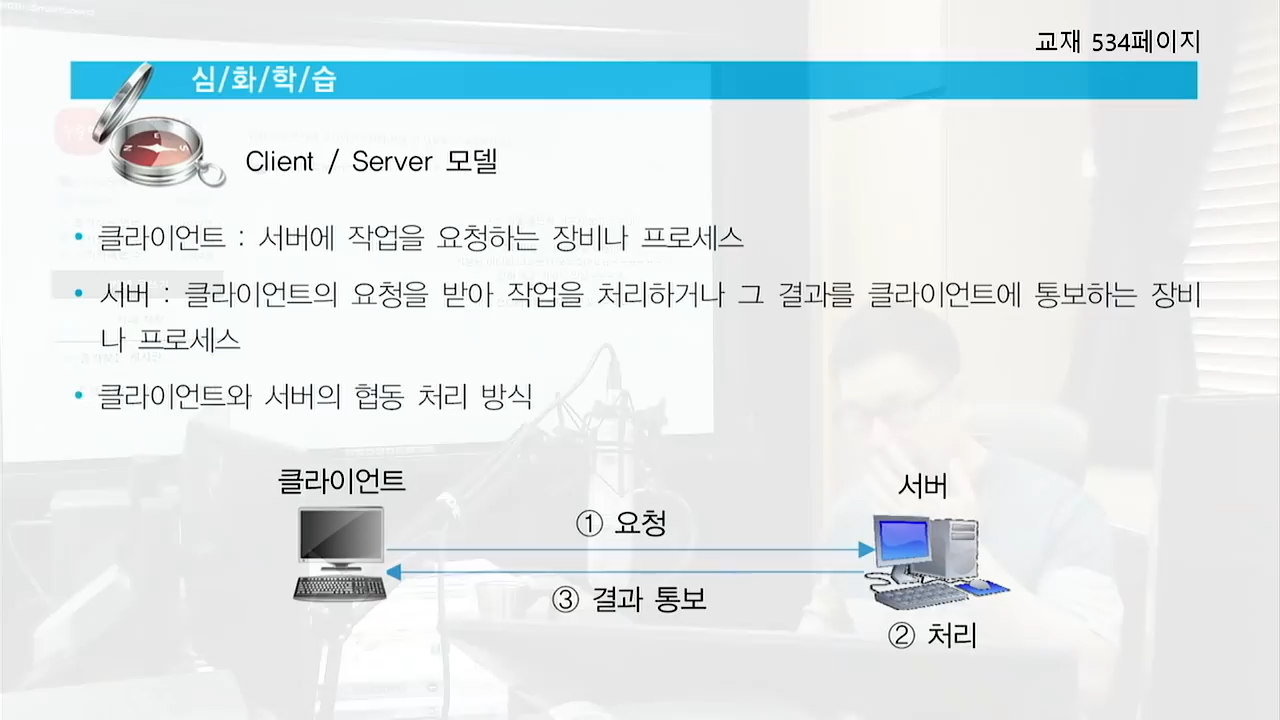 교재 534페이지
심/화/학/습
Client / Server 모델
• 클라이언트 : 서버에 작업을 요청하는 장비나 프로세스
• 서버 : 클라이언트의 요청을 받아 작업을 처리하거나 그 결과를 클라이언트에 통보하는 장비
나 프로세스
• 클라이언트와 서버의 협동 처리 방식
클라이언트
서버
① 요청
③ 결과 통보
② 처리